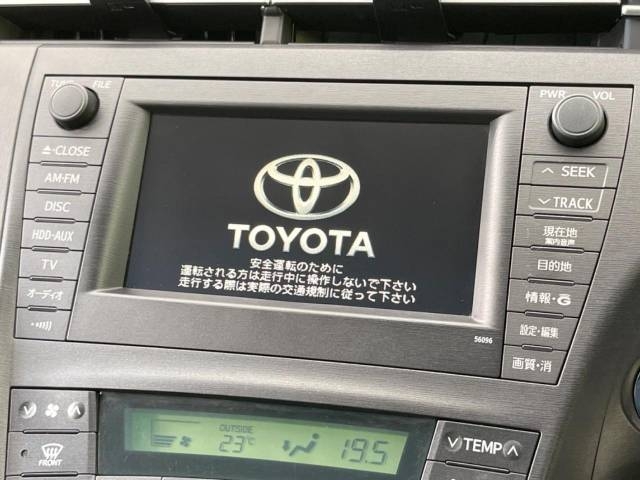 TUNE FILE
PWR VOL
⏏-CLOSE
AM・FM
DISC
HDD・AUX
TV
オーディオ
SEEK
TRACK
現在地
案内音声
目的地
情報・G
設定・編集
画質・消
TOYOTA
安全運転のために
運転される方は走行中に操作しないで下さい
走行する際は実際の交通規制に従って下さい
56096
OUTSIDE
23℃
19.5
FRONT
TEMP